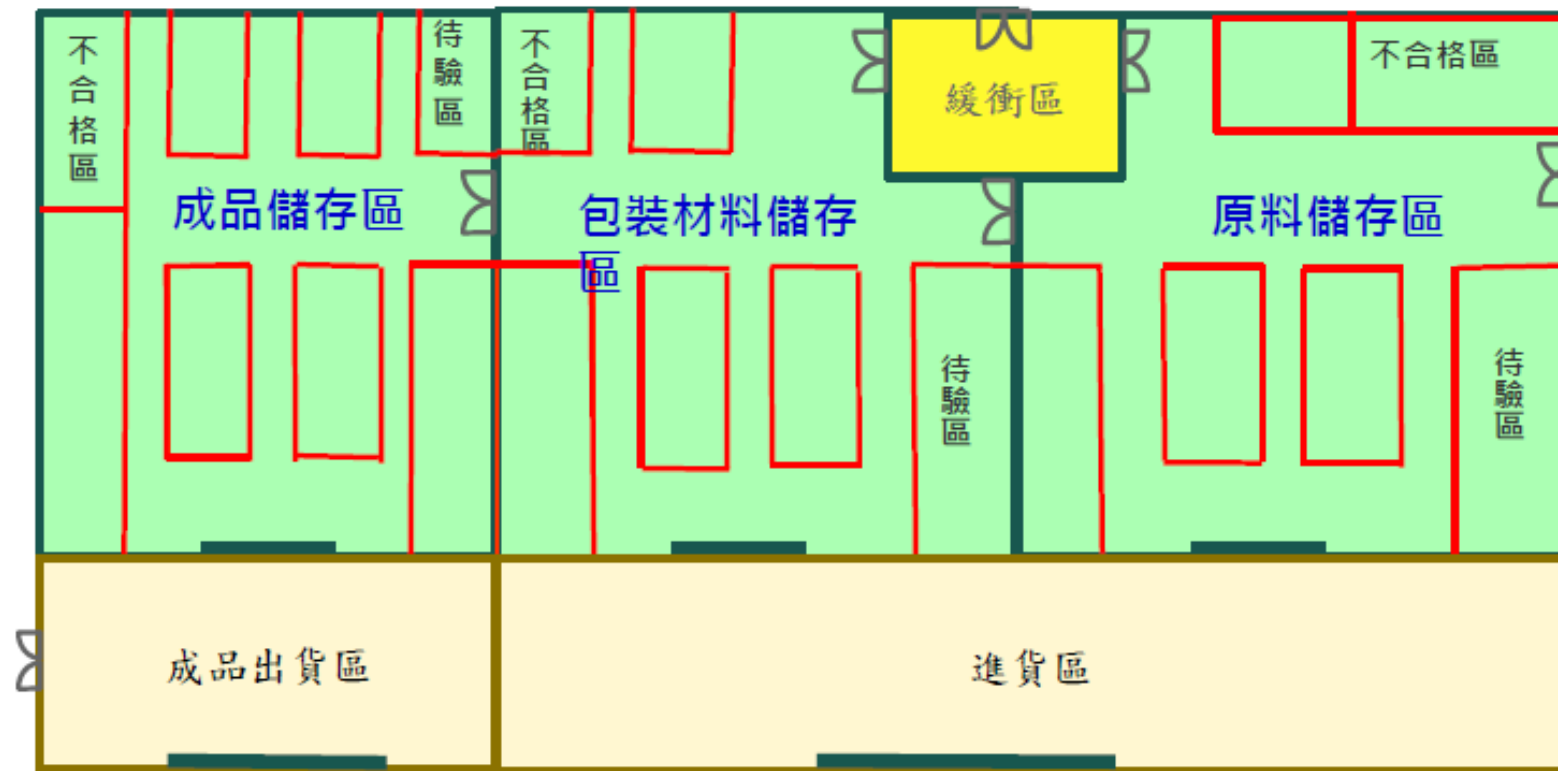 不合格區
待驗區
不合格區
緩衝區
不合格區
成品儲存區
包裝材料儲存
區
原料儲存區
待驗區
待驗區
成品出貨區
進貨區